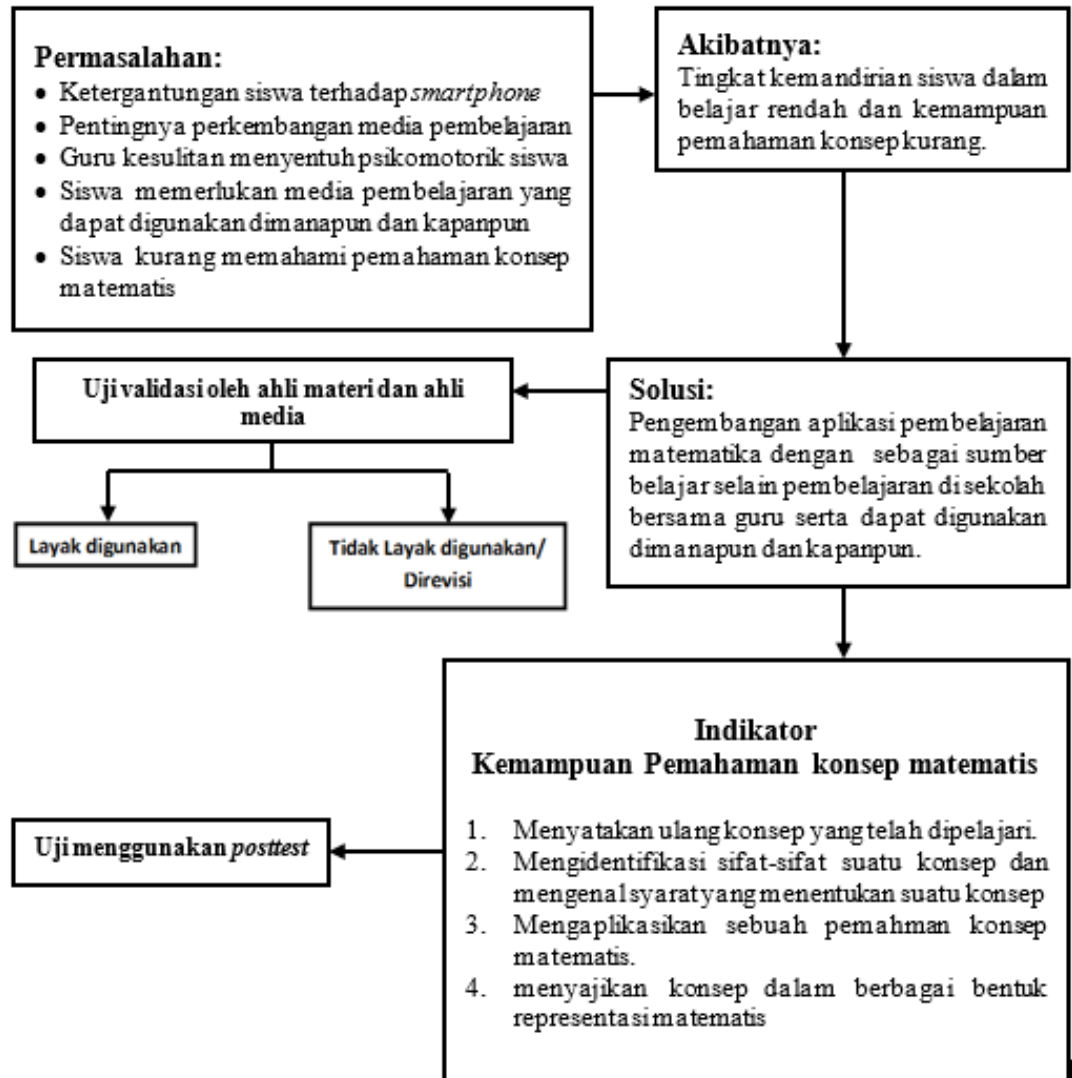 Permasalahan:
• Ketergantungan siswa terhadap smartphone
• Pentingnya perkembangan media pembelajaran
• Guru kesulitan menyentuh psikomotorik siswa
• Siswa memerlukan media pembelajaran yang
dapat digunakan dimanapun dan kapanpun
• Siswa kurang memahami pemahaman konsep
matematis
Akibatnya:
Tingkat kemandirian siswa dalam
belajar rendah dan kemampuan
pemahaman konsep kurang.
Uji validasi oleh ahli materi dan ahli
media
Layak digunakan
Tidak Layak digunakan/
Direvisi
Solusi:
Pengembangan aplikasi pembelajaran
matematika dengan sebagai sumber
belajar selain pembelajaran di sekolah
bersama guru serta dapat digunakan
dimanapun dan kapanpun.
Indikator
Kemampuan Pemahaman konsep matematis
1. Menyatakan ulang konsep yang telah dipelajari.
2. Mengidentifikasi sifat-sifat suatu konsep dan
mengenal syarat yang menentukan suatu konsep
3. Mengaplikasikan sebuah pemahman konsep
matematis.
4. menyajikan konsep dalam berbagai bentuk
representasi matematis
Uji menggunakan posttest